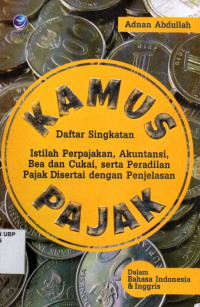 Adnan Abdullah
KAMUS
Daftar Singkatan
Istilah Perpajakan, Akuntansi,
Bea dan Cukai, serta Peradilan
Pajak Disertai dengan Penjelasan
PAJAK
UBP
Dalam
Bahasa Indonesia
& Inggris